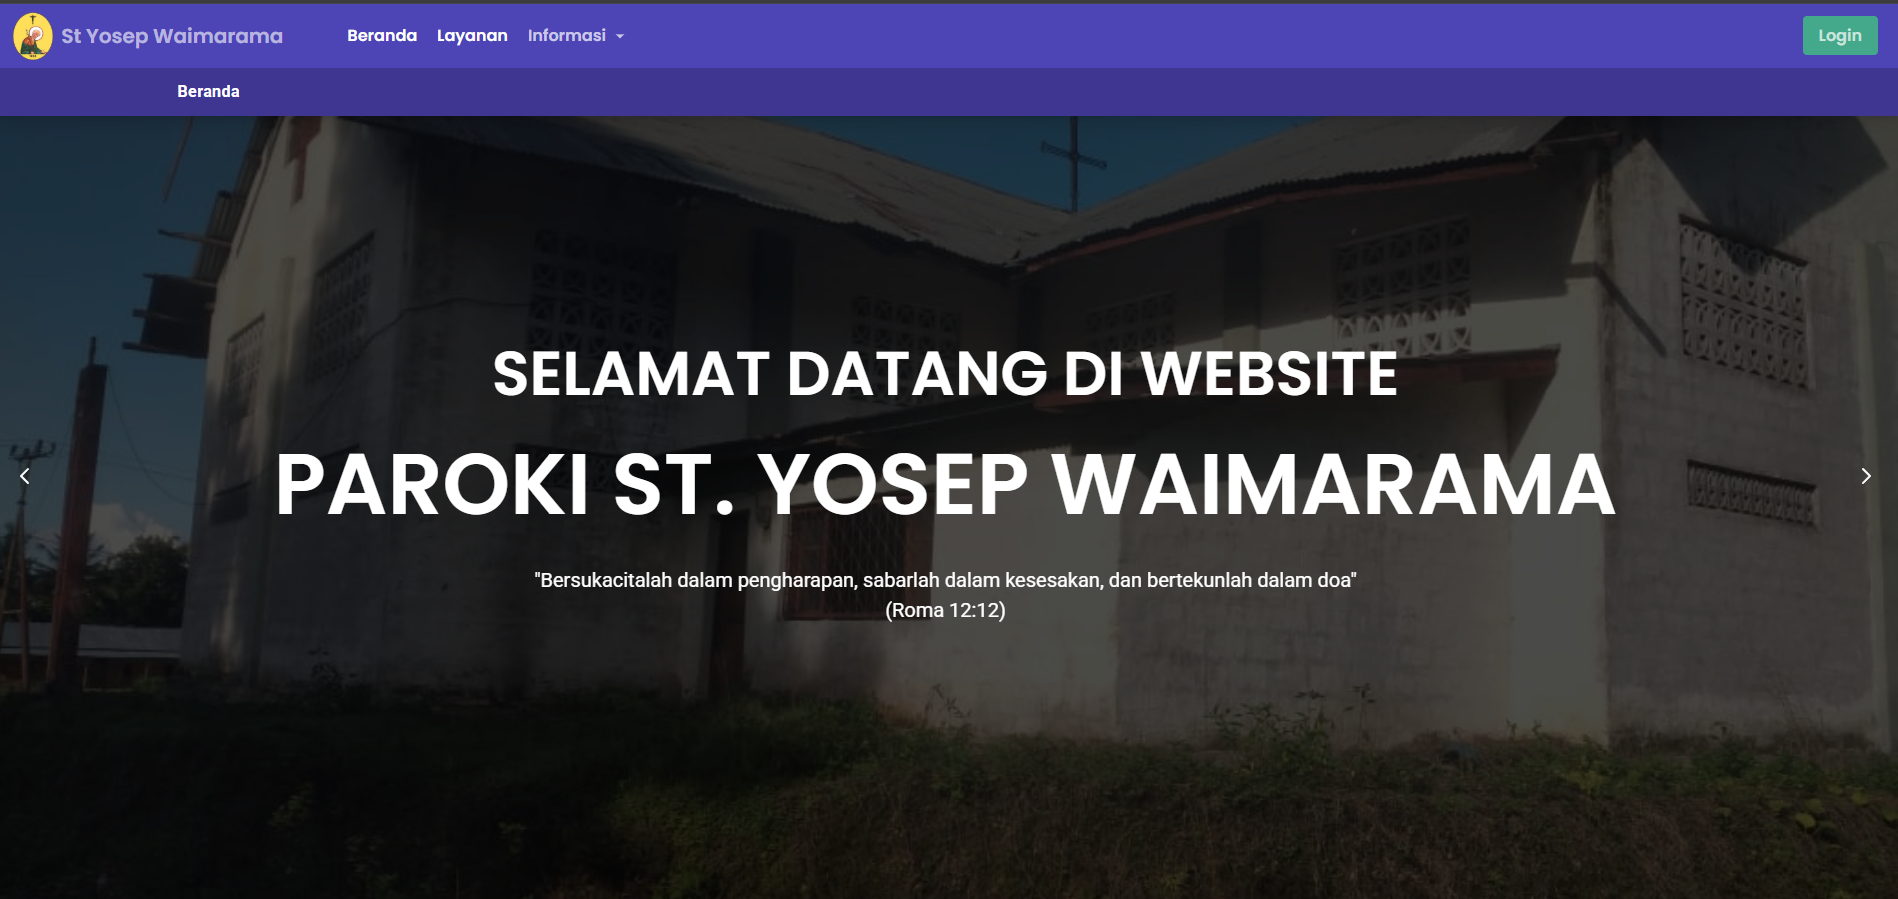 St Yosep Waimarama
Beranda
Layanan
Informasi
Login
Beranda
SELAMAT DATANG DI WEBSITE
PAROKI ST. YOSEP WAIMARAMA
"Bersukacitalah dalam pengharapan, sabarlah dalam kesesakan, dan bertekunlah dalam doa"
(Roma 12:12)